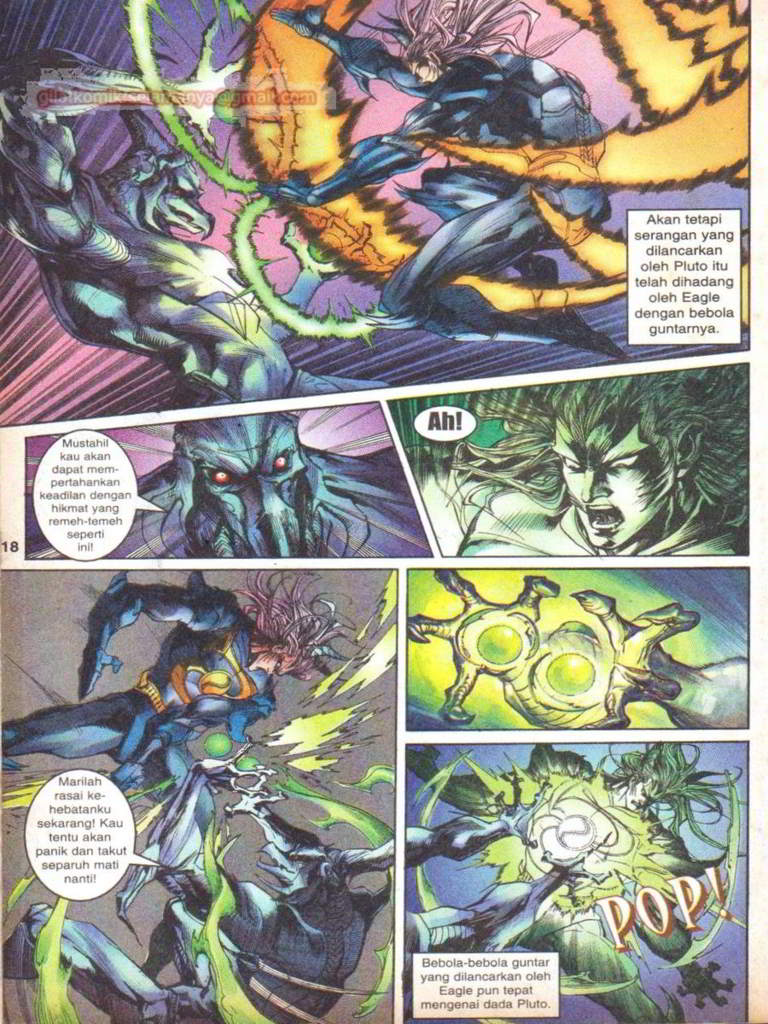 Akan tetapi
serangan yang
dilancarkan
oleh Pluto itu
telah dihadang
oleh Eagle
dengan bebola
guntarnya.
Mustahil
kau akan
dapat mem-
pertahankan
keadilan dengan
hikmat yang
remeh-temeh
seperti
ini!
Ah!
18
Marilah
rasai ke-
hebatanku
sekarang! Kau
tentu akan
panik dan takut
separuh mati
nanti!
POP!
Bebola-bebola guntar
yang dilancarkan oleh
Eagle pun tepat
mengenai dada Pluto.